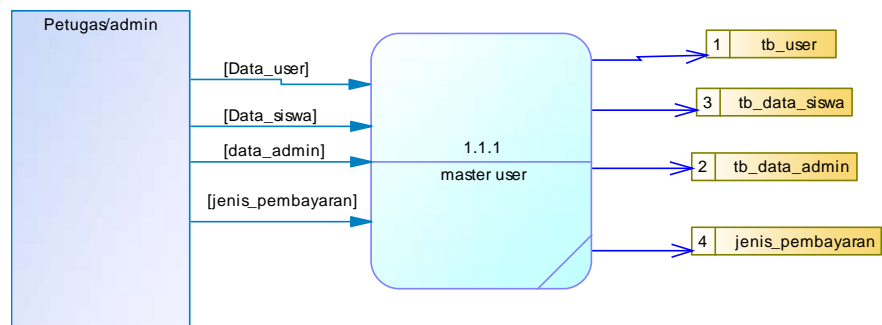 Petugas/admin
[Data_user]
[Data_siswa]
[data_admin]
[jenis_pembayaran]
1.1.1
master user
1 tb_user
3 tb_data_siswa
2 tb_data_admin
4 jenis_pembayaran